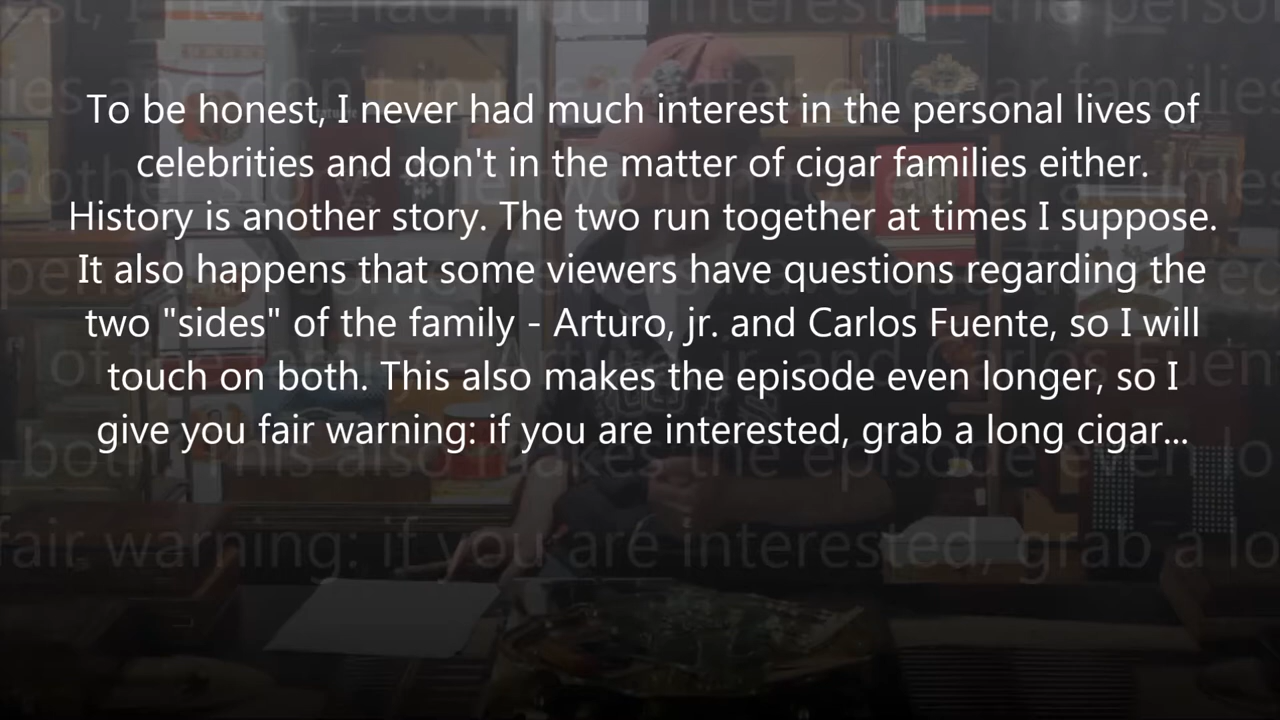 To be honest, I never had much interest in the personal lives of
celebrities and don't in the matter of cigar families either.
History is another story. The two run together at times I suppose.
It also happens that some viewers have questions regarding the
two "sides" of the family - Arturo, jr. and Carlos Fuente, so I will
touch on both. This also makes the episode even longer, so I
give you fair warning: if you are interested, grab a long cigar...